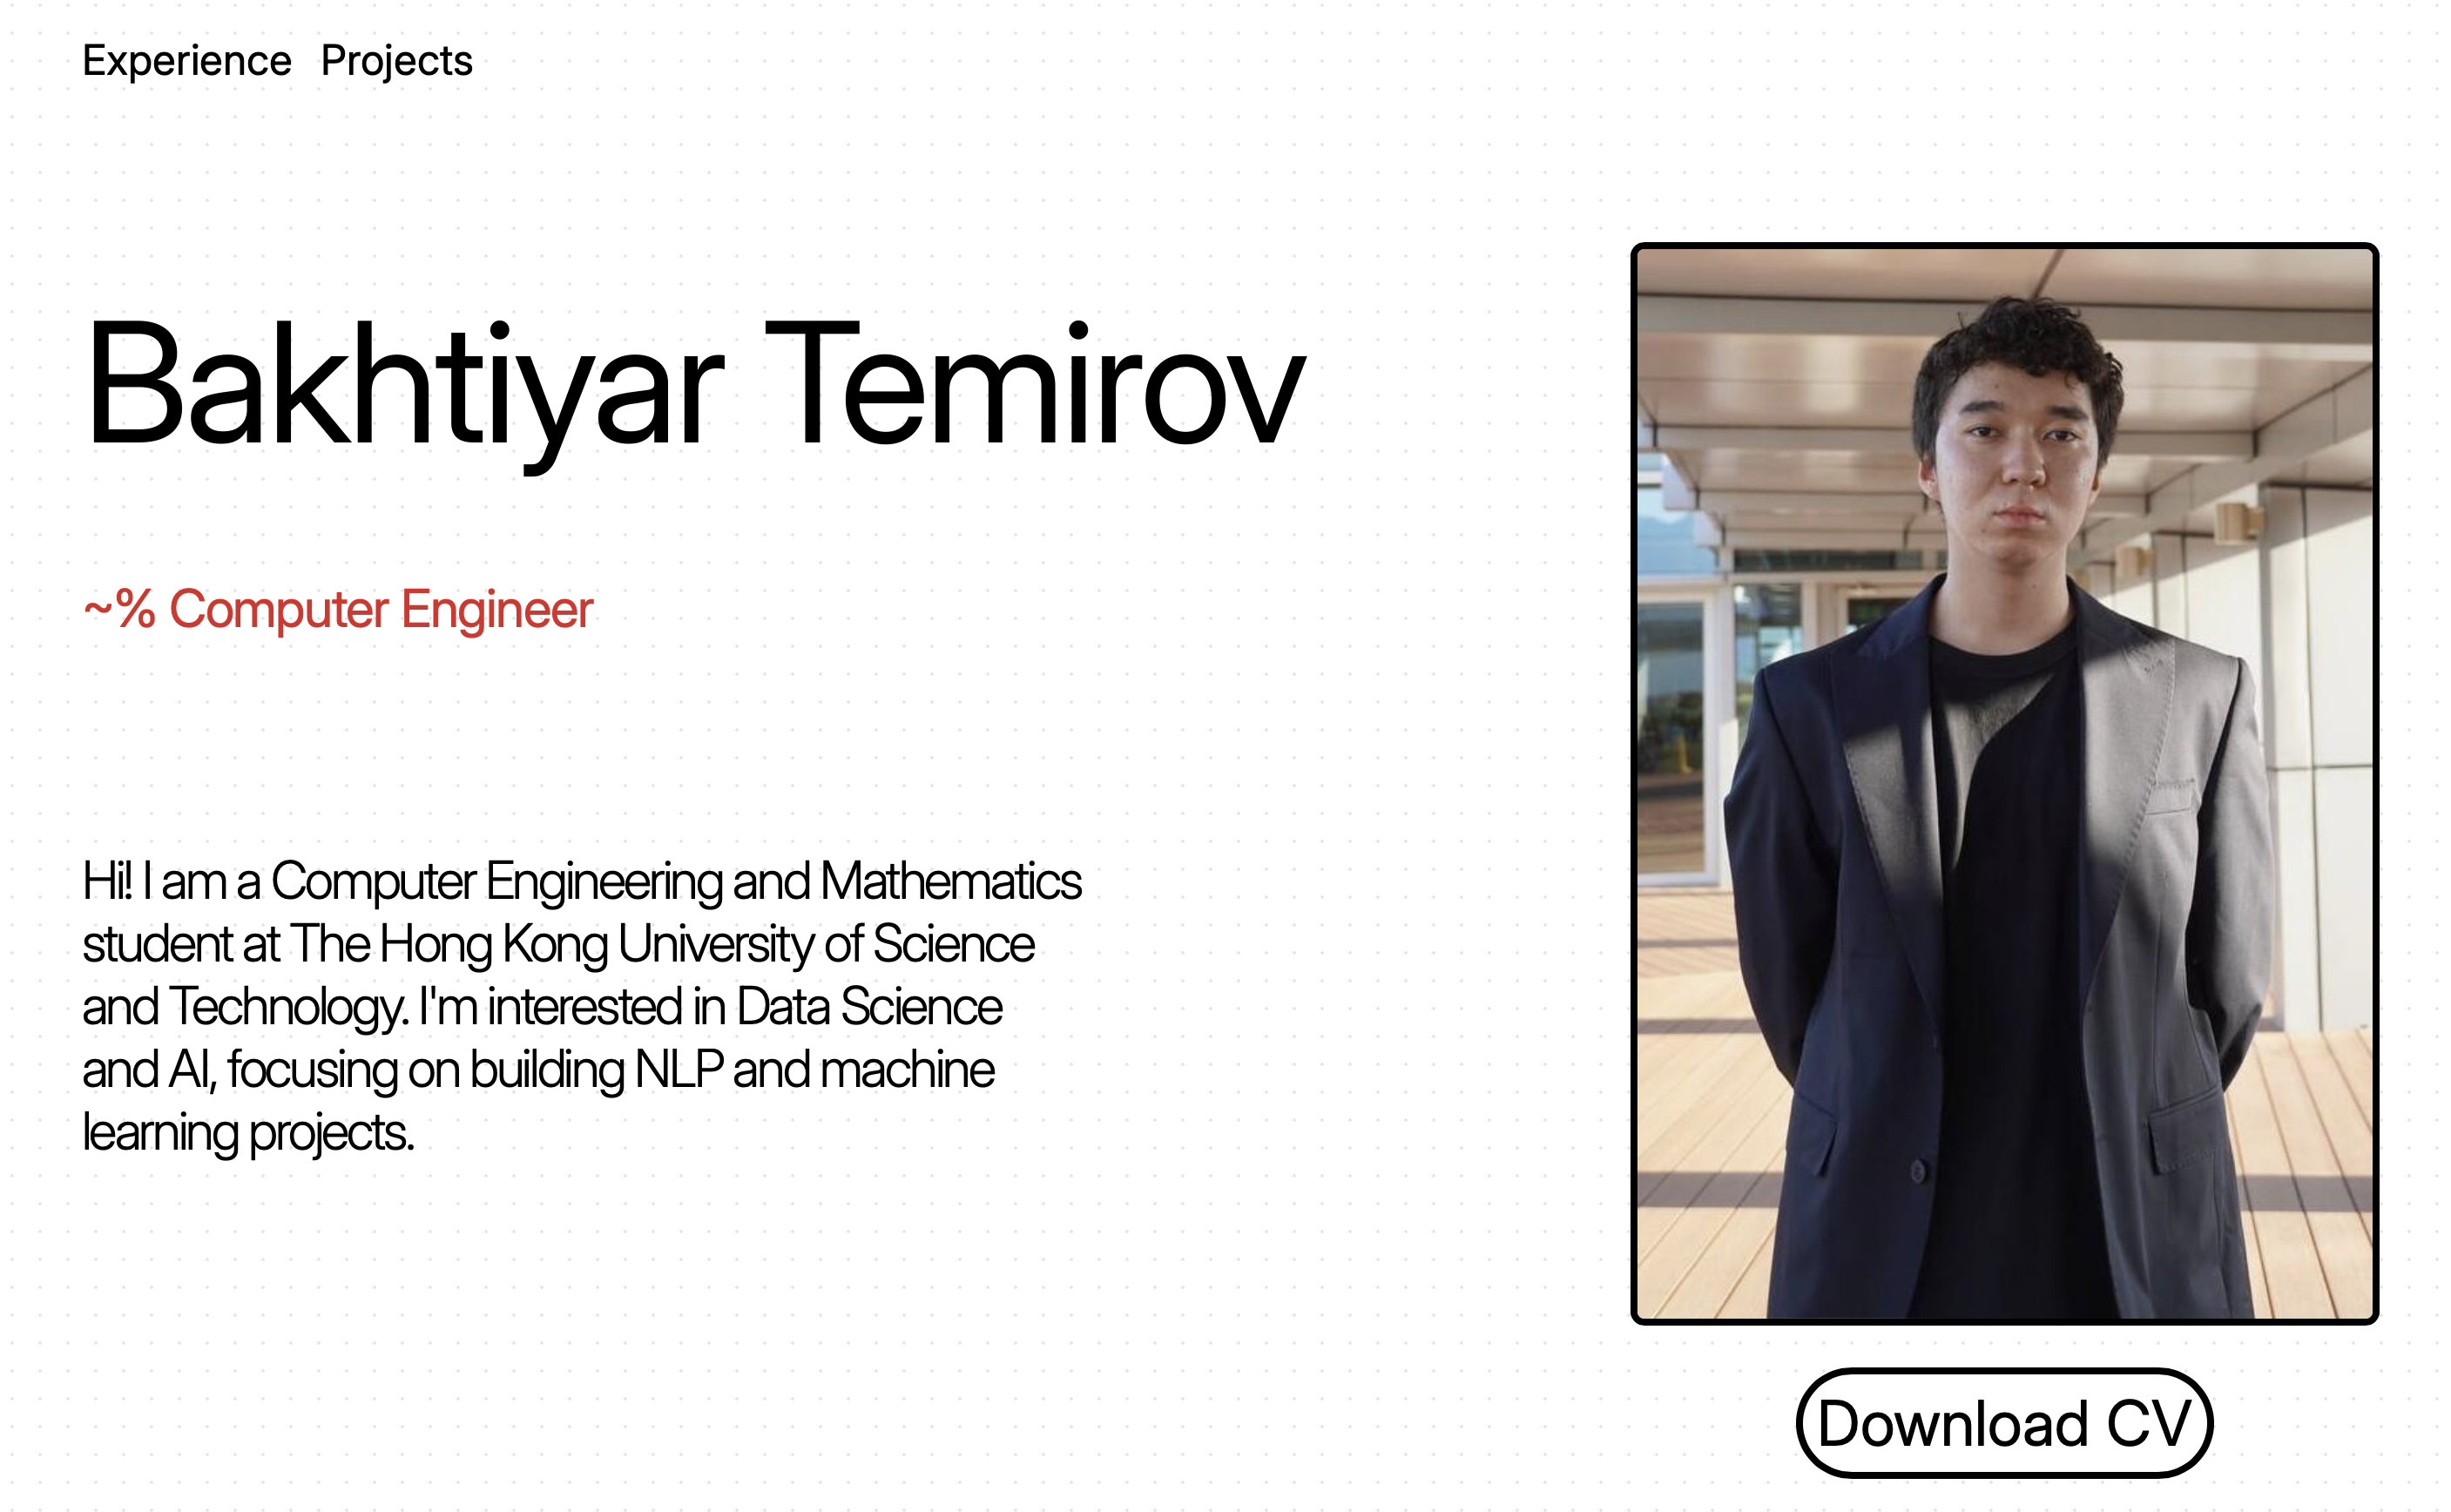 Experience Projects
Bakhtiyar Temirov
~% Computer Engineer
Hi! I am a Computer Engineering and Mathematics
student at The Hong Kong University of Science
and Technology. I'm interested in Data Science
and AI, focusing on building NLP and machine
learning projects.
Download CV